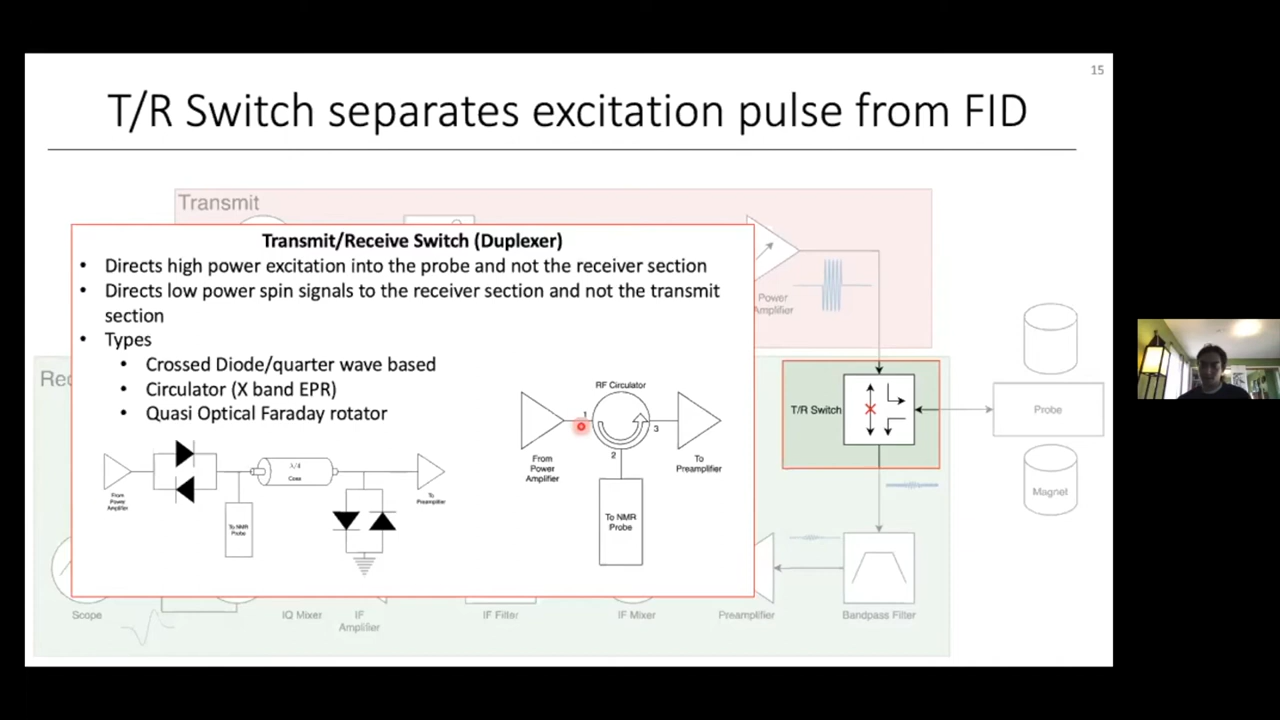 15
T/R Switch separates excitation pulse from FID
Transmit
Transmit/Receive Switch (Duplexer)
• Directs high power excitation into the probe and not the receiver section
• Directs low power spin signals to the receiver section and not the transmit
section
• Types
• Crossed Diode/quarter wave based
• Circulator (X band EPR)
• Quasi Optical Faraday rotator
From
Power
Amplifier
λ/4
Coax
To NMR
Probe
To
Preamplifier
RF Circulator
1
2
3
From
Power
Amplifier
To NMR
Probe
To
Preamplifier
Power
Amplifier
Rec
T/R Switch
Probe
Magnet
Scope
IQ Mixer
IF
Amplifier
IF Filter
IF Mixer
Preamplifier
Bandpass Filter